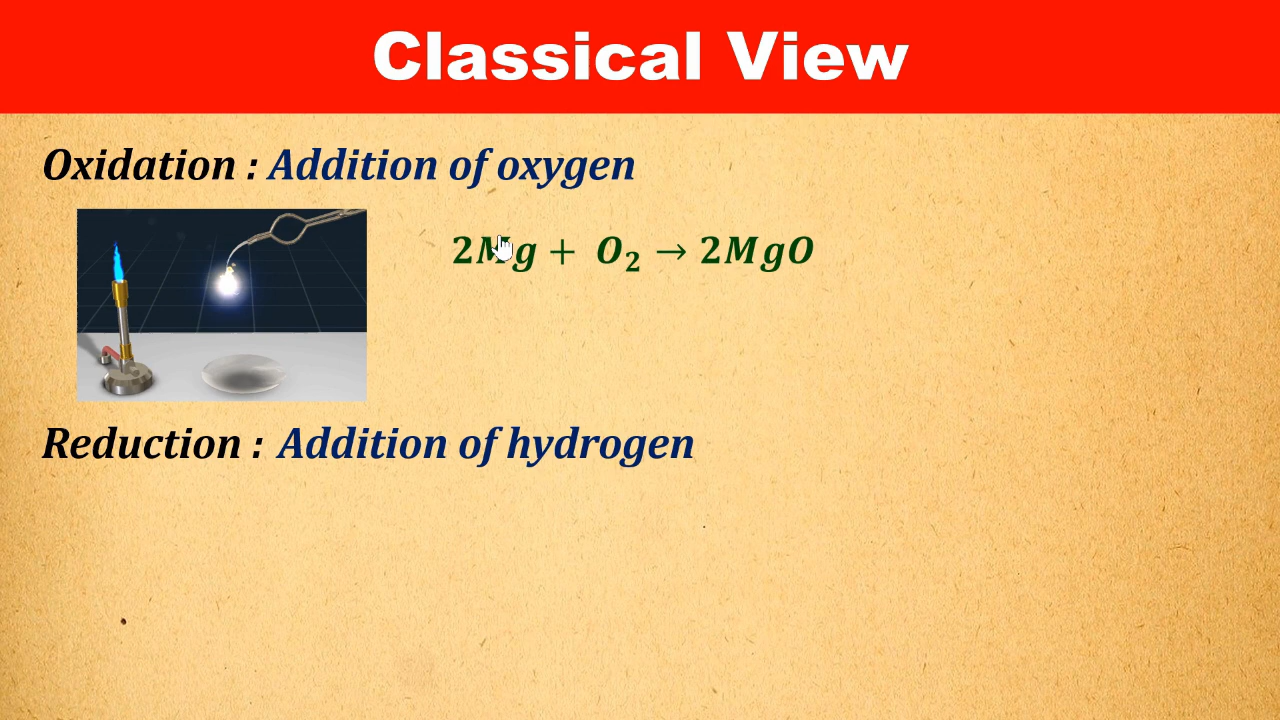 Classical View
Oxidation : Addition of oxygen
2Mg + O₂ → 2MgO
Reduction : Addition of hydrogen